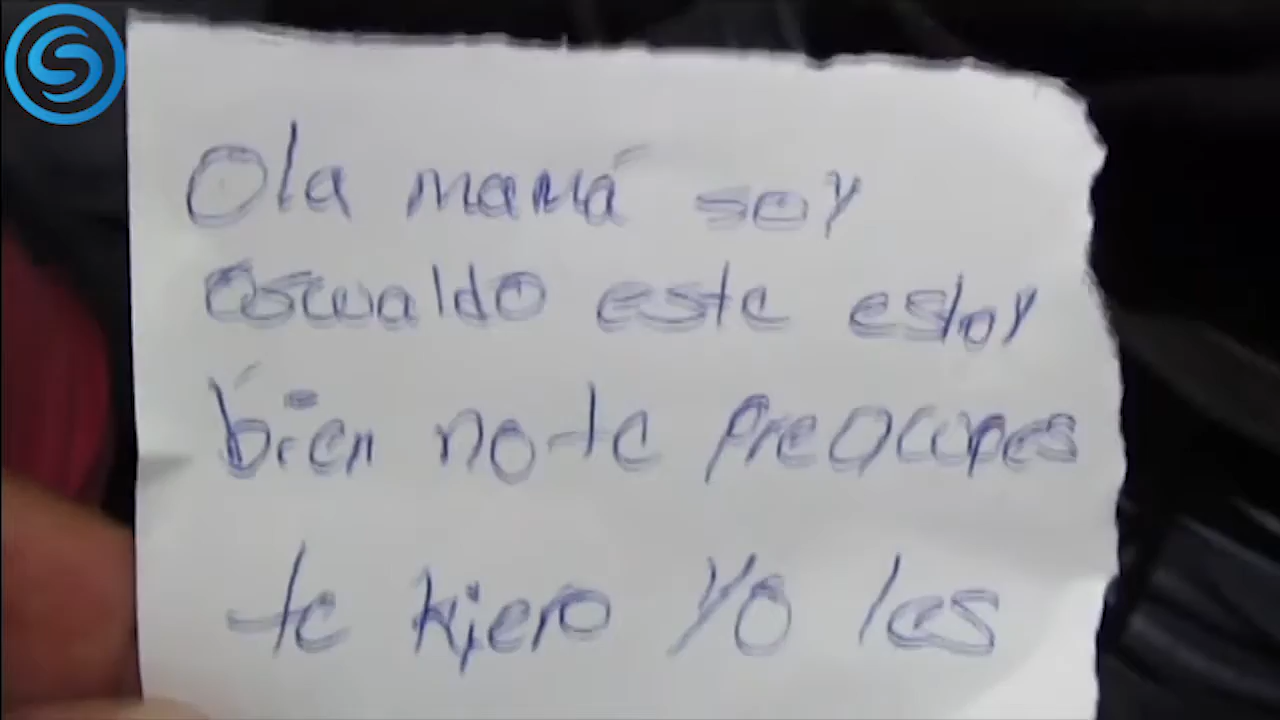 Ola mamá soy
Oswaldo este estoy
bien no te preocupes
te kiero yo les